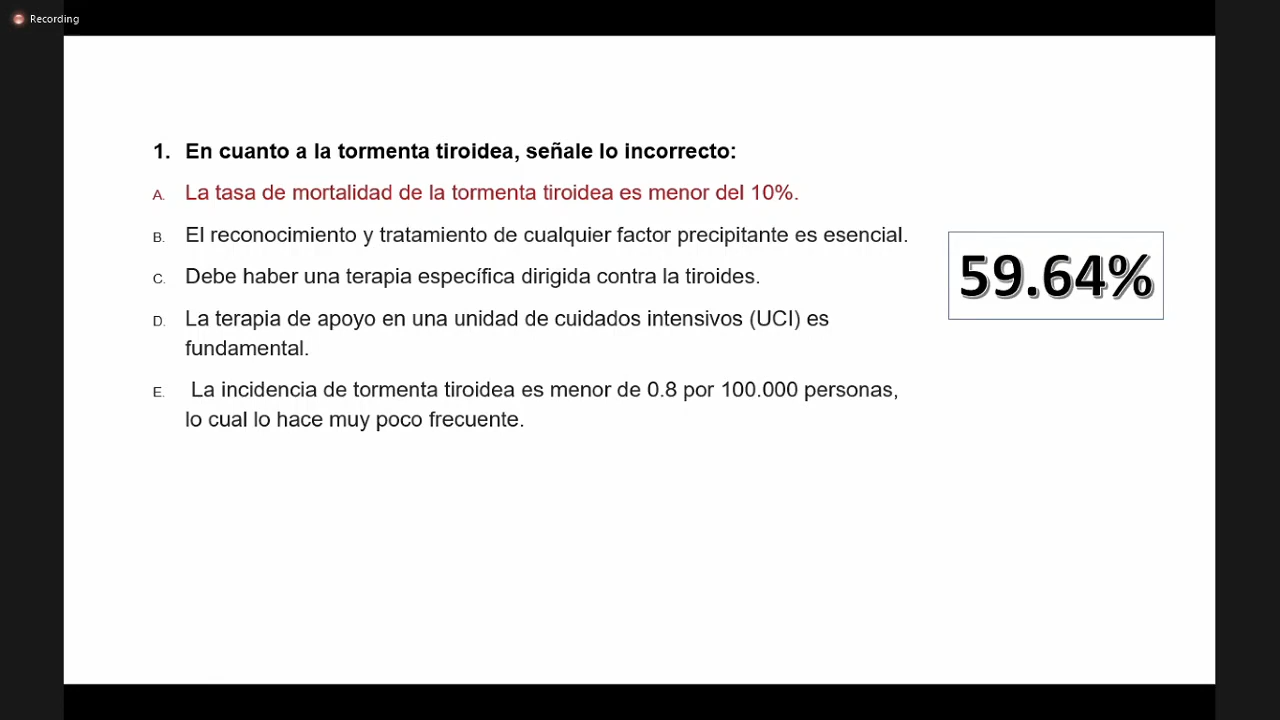 Recording
1. En cuanto a la tormenta tiroidea, señale lo incorrecto:
A. La tasa de mortalidad de la tormenta tiroidea es menor del 10%.
B. El reconocimiento y tratamiento de cualquier factor precipitante es esencial.
C. Debe haber una terapia específica dirigida contra la tiroides.
D. La terapia de apoyo en una unidad de cuidados intensivos (UCI) es
fundamental.
E. La incidencia de tormenta tiroidea es menor de 0.8 por 100.000 personas,
lo cual lo hace muy poco frecuente.
59.64%